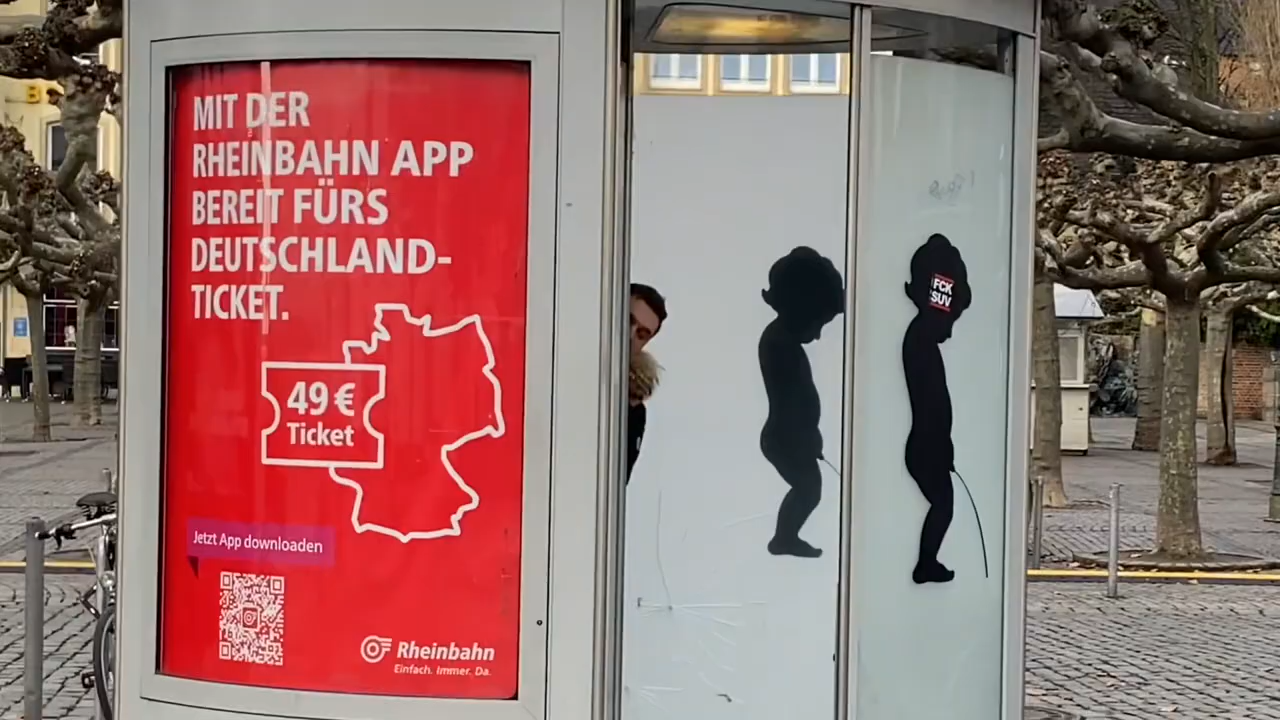 MIT DER
RHEINBAHN APP
BEREIT FÜRS
DEUTSCHLAND-
TICKET.
49 €
Ticket
Jetzt App downloaden
Rheinbahn
Einfach. Immer. Da.
FCK
SUV